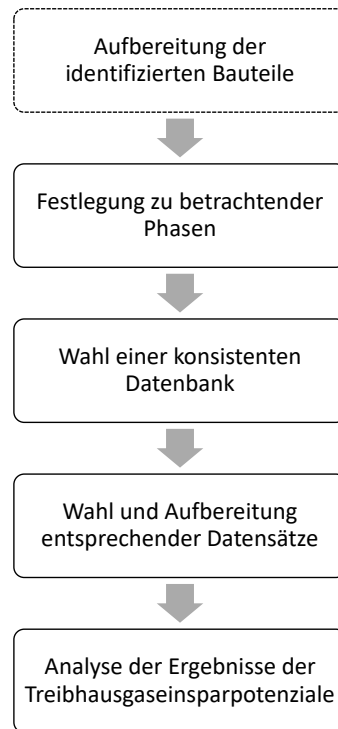 Aufbereitung der
identifizierten Bauteile
Festlegung zu betrachtender
Phasen
Wahl einer konsistenten
Datenbank
Wahl und Aufbereitung
entsprechender Datensätze
Analyse der Ergebnisse der
Treibhausgaseinsparpotenziale